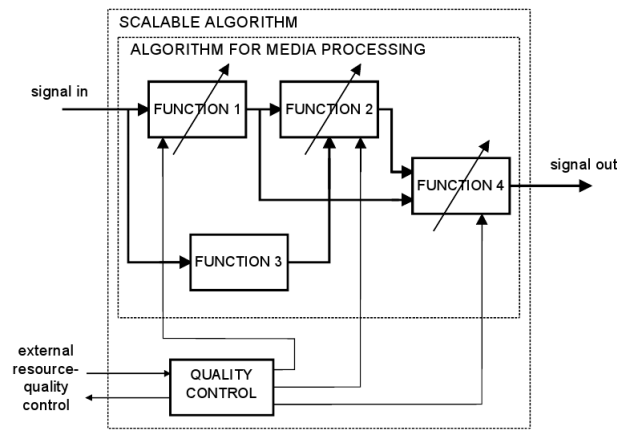 SCALABLE ALGORITHM
ALGORITHM FOR MEDIA PROCESSING
signal in
FUNCTION 1
FUNCTION 2
signal out
FUNCTION 4
FUNCTION 3
external
resource-
quality
control
QUALITY
CONTROL